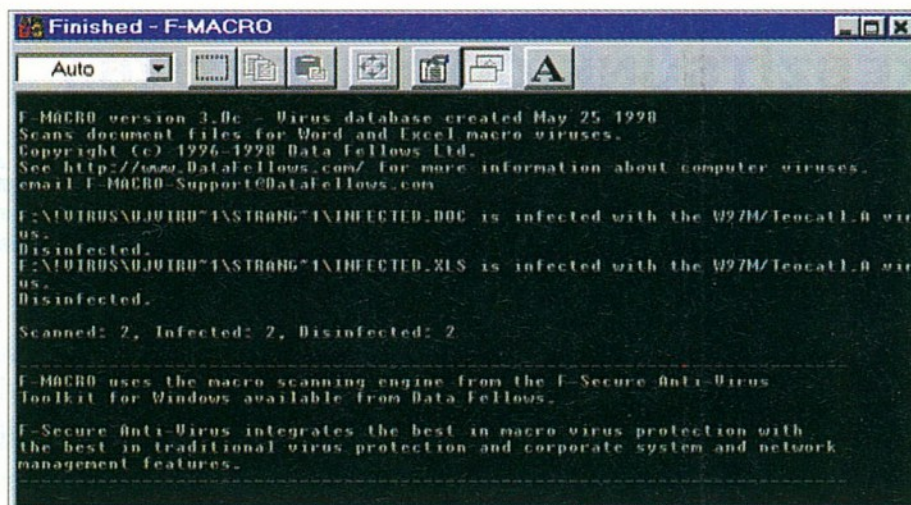 Finished - F-MACRO
Auto
A
F-MACRO version 3.0c - Virus database created May 25 1998
Scans document files for Word and Excel macro viruses.
Copyright (c) 1996-1998 Data Fellows Ltd.
See http://www.DataFellows.com/ for more information about computer viruses.
email F-MACRO-Support@DataFellows.com
F:\!VIRUS\UJVIRU~1\STRANG~1\INFECTED.DOC is infected with the W97M/Teocatl.A vir
us.
Disinfected.
F:\!VIRUS\UJVIRU~1\STRANG~1\INFECTED.XLS is infected with the W97M/Teocatl.A vir
us.
Disinfected.
Scanned: 2, Infected: 2, Disinfected: 2
F-MACRO uses the macro scanning engine from the F-Secure Anti-Virus
Toolkit for Windows available from Data Fellows.
F-Secure Anti-Virus integrates the best in macro virus protection with
the best in traditional virus protection and corporate system and network
management features.